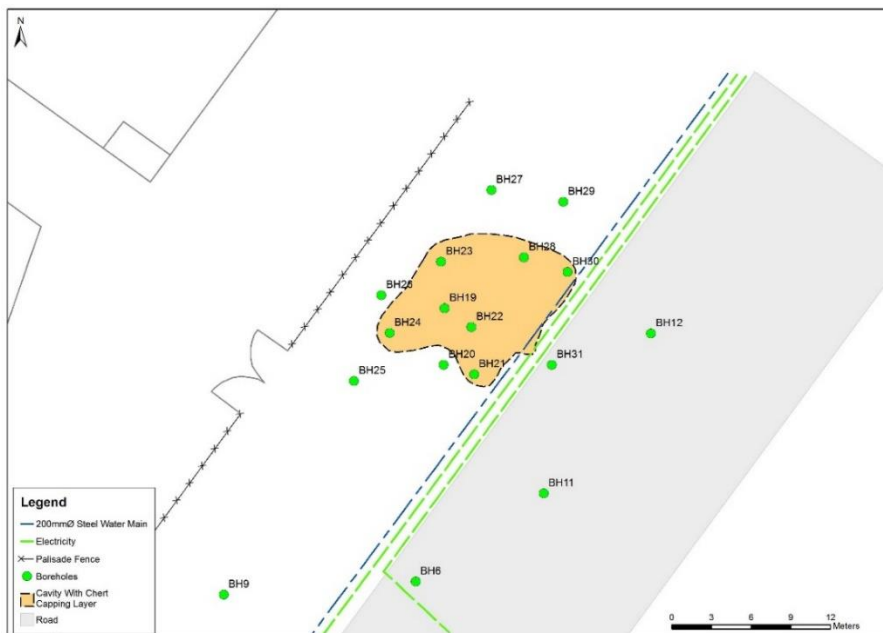 N
BH27
BH29
BH23
BH28
BH30
BH23
BH19
BH24
BH22
BH12
BH20
BH31
BH21
BH25
BH11
BH6
BH9
Legend
200mmØ Steel Water Main
Electricity
Palisade Fence
Boreholes
Cavity With Chert
Capping Layer
Road
0 3 6 9 12
Meters